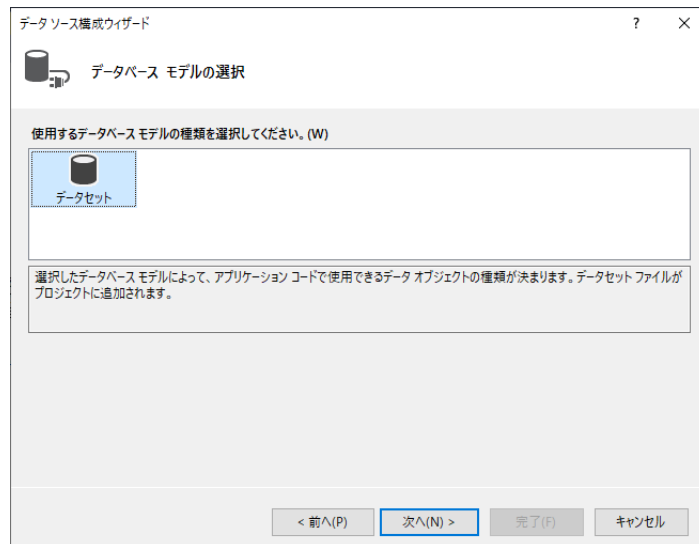 データ ソース構成ウィザード
?
データベース モデルの選択
使用するデータベース モデルの種類を選択してください。(W)
データセット
選択したデータベース モデルによって、アプリケーション コードで使用できるデータ オブジェクトの種類が決まります。データセット ファイルが
プロジェクトに追加されます。
< 前へ(P)
次へ(N) >
完了(F)
キャンセル